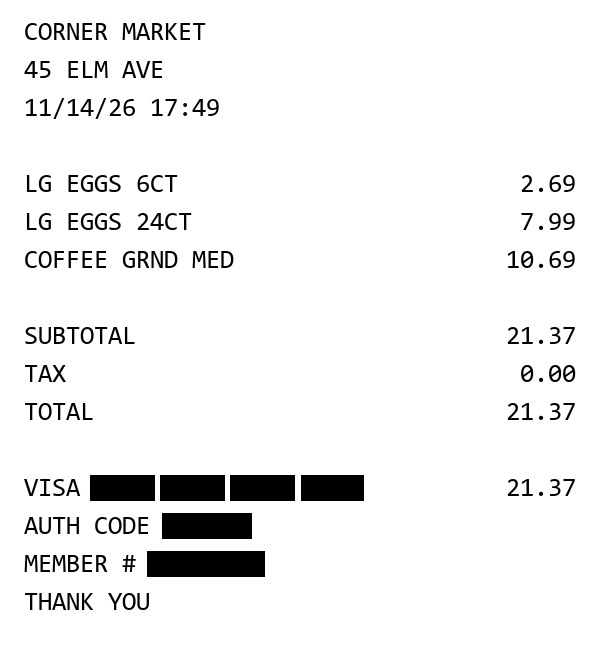 CORNER MARKET
45 ELM AVE
11/14/26 17:49
LG EGGS 6CT 2.69
LG EGGS 24CT 7.99
COFFEE GRND MED 10.69
SUBTOTAL 21.37
TAX 0.00
TOTAL 21.37
VISA 21.37
AUTH CODE
MEMBER #
THANK YOU